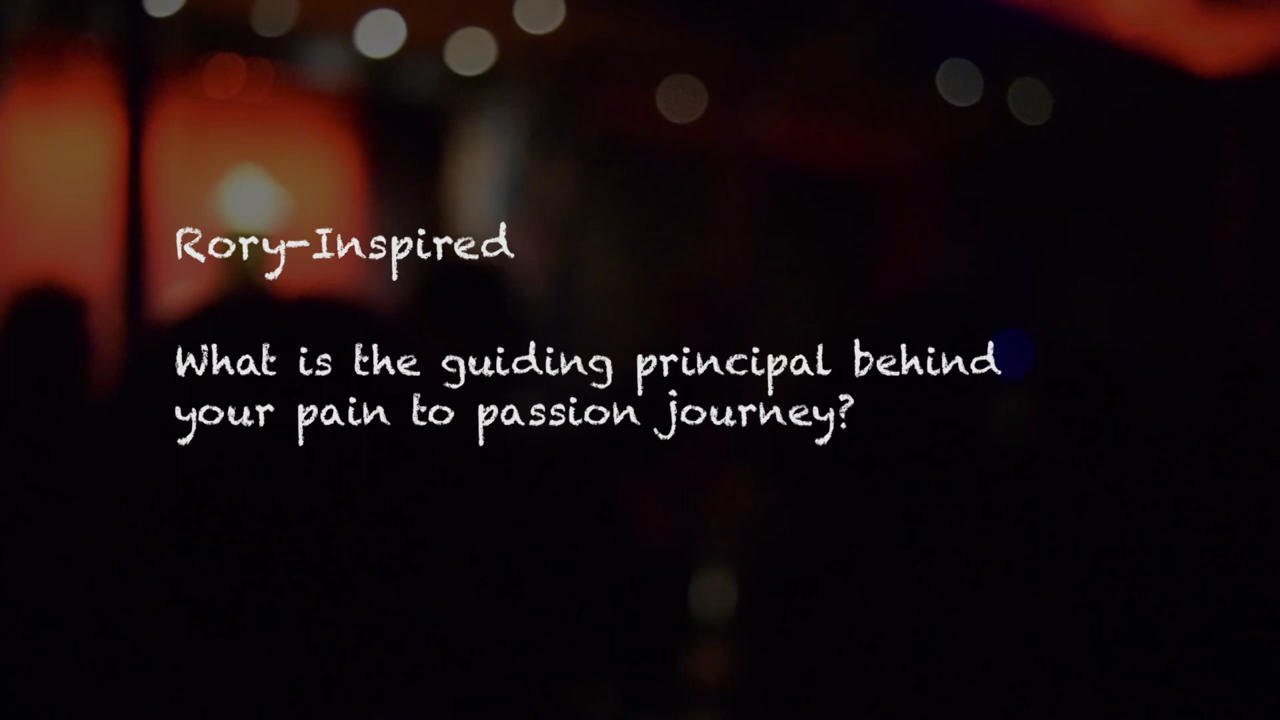 Rory-Inspired
What is the guiding principal behind
your pain to passion journey?